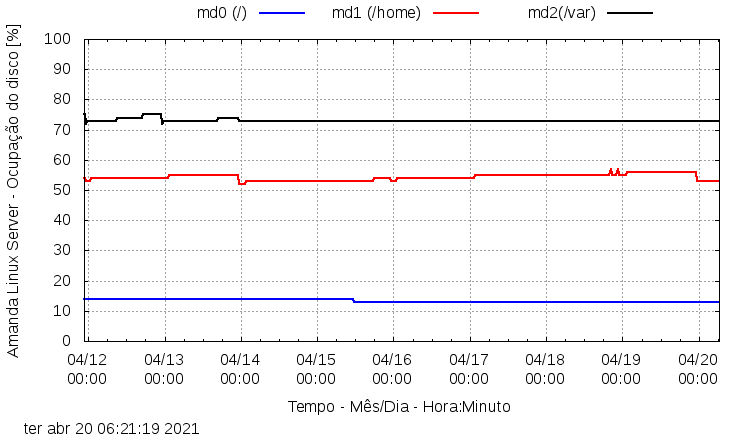 md0 (/) md1 (/home) md2(/var)
Amanda Linux Server - Ocupação do disco [%]
100
90
80
70
60
50
40
30
20
10
0
04/12 04/13 04/14 04/15 04/16 04/17 04/18 04/19 04/20
00:00 00:00 00:00 00:00 00:00 00:00 00:00 00:00 00:00
Tempo - Mês/Dia - Hora:Minuto
ter abr 20 06:21:19 2021